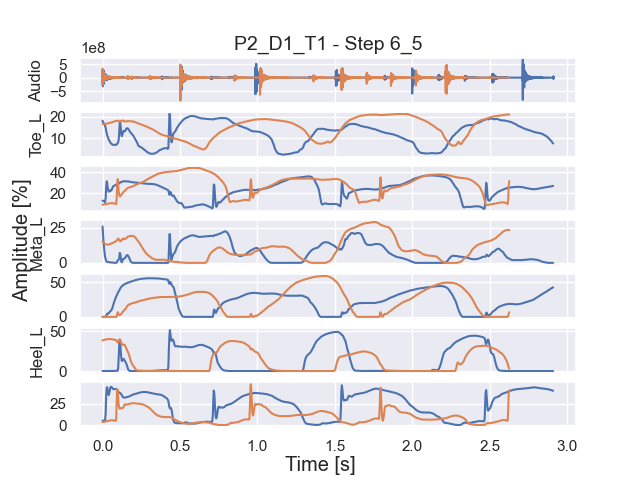 P2_D1_T1 - Step 6_5
1e8
Audio
5
0
−5
Toe_L
20
10
40
20
Meta_L
25
0
50
0
Heel_L
50
0
25
0
Amplitude [%]
0.0 0.5 1.0 1.5 2.0 2.5 3.0
Time [s]